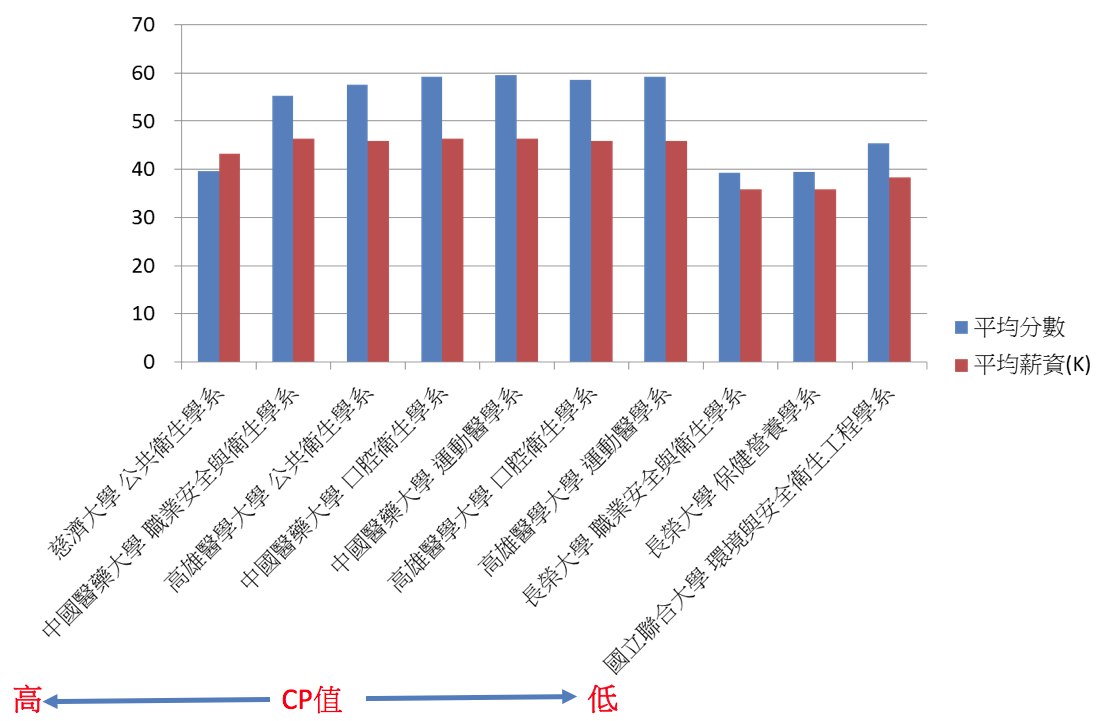 70
60
50
40
30
20
10
0
平均分數
平均薪資(K)
慈濟大學 公共衛生學系
中國醫藥大學 職業安全與衛生學系
高雄醫學大學 公共衛生學系
中國醫藥大學 口腔衛生學系
中國醫藥大學 運動醫學系
高雄醫學大學 口腔衛生學系
高雄醫學大學 運動醫學系
長榮大學 職業安全與衛生學系
長榮大學 保健營養學系
國立聯合大學 環境與安全衛生工程學系
高 CP值 低